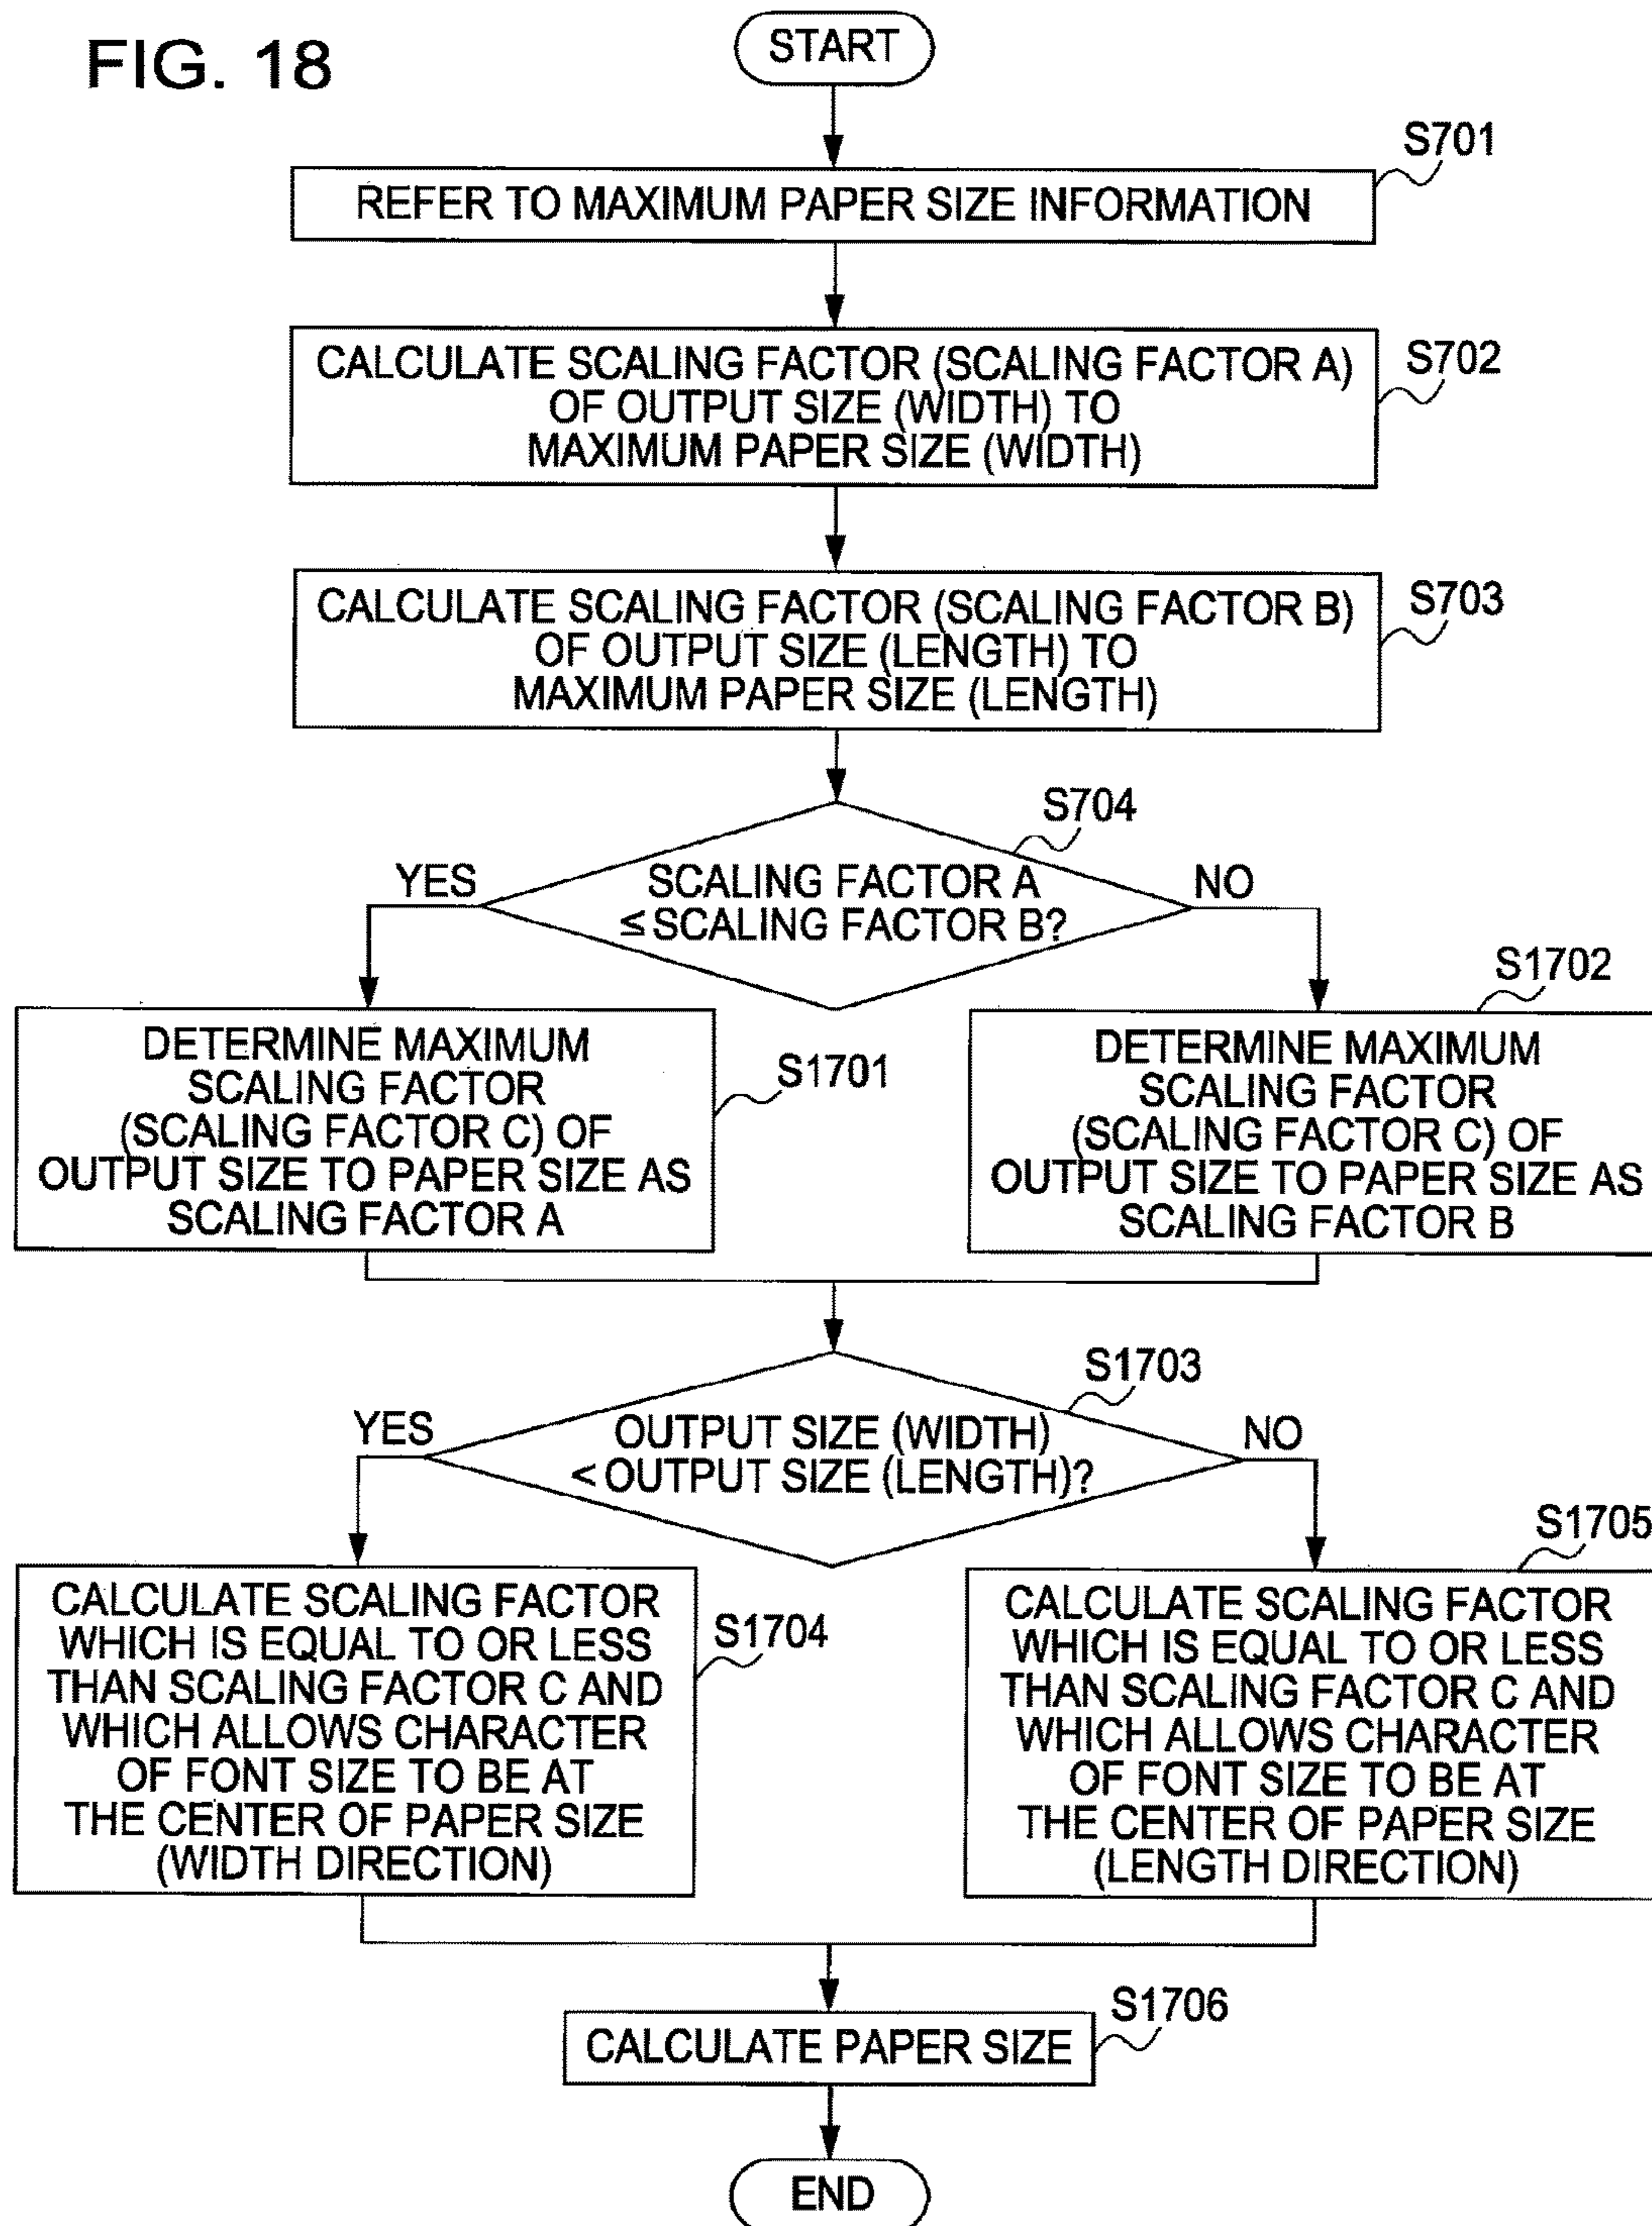 FIG. 18
START
S701
REFER TO MAXIMUM PAPER SIZE INFORMATION
S702
CALCULATE SCALING FACTOR (SCALING FACTOR A)
OF OUTPUT SIZE (WIDTH) TO
MAXIMUM PAPER SIZE (WIDTH)
S703
CALCULATE SCALING FACTOR (SCALING FACTOR B)
OF OUTPUT SIZE (LENGTH) TO
MAXIMUM PAPER SIZE (LENGTH)
S704
YES
SCALING FACTOR A
≤ SCALING FACTOR B?
NO
S1701
DETERMINE MAXIMUM
SCALING FACTOR
(SCALING FACTOR C) OF
OUTPUT SIZE TO PAPER SIZE AS
SCALING FACTOR A
S1702
DETERMINE MAXIMUM
SCALING FACTOR
(SCALING FACTOR C) OF
OUTPUT SIZE TO PAPER SIZE AS
SCALING FACTOR B
S1703
YES
OUTPUT SIZE (WIDTH)
< OUTPUT SIZE (LENGTH)?
NO
S1704
CALCULATE SCALING FACTOR
WHICH IS EQUAL TO OR LESS
THAN SCALING FACTOR C AND
WHICH ALLOWS CHARACTER
OF FONT SIZE TO BE AT
THE CENTER OF PAPER SIZE
(WIDTH DIRECTION)
S1705
CALCULATE SCALING FACTOR
WHICH IS EQUAL TO OR LESS
THAN SCALING FACTOR C AND
WHICH ALLOWS CHARACTER
OF FONT SIZE TO BE AT
THE CENTER OF PAPER SIZE
(LENGTH DIRECTION)
S1706
CALCULATE PAPER SIZE
END